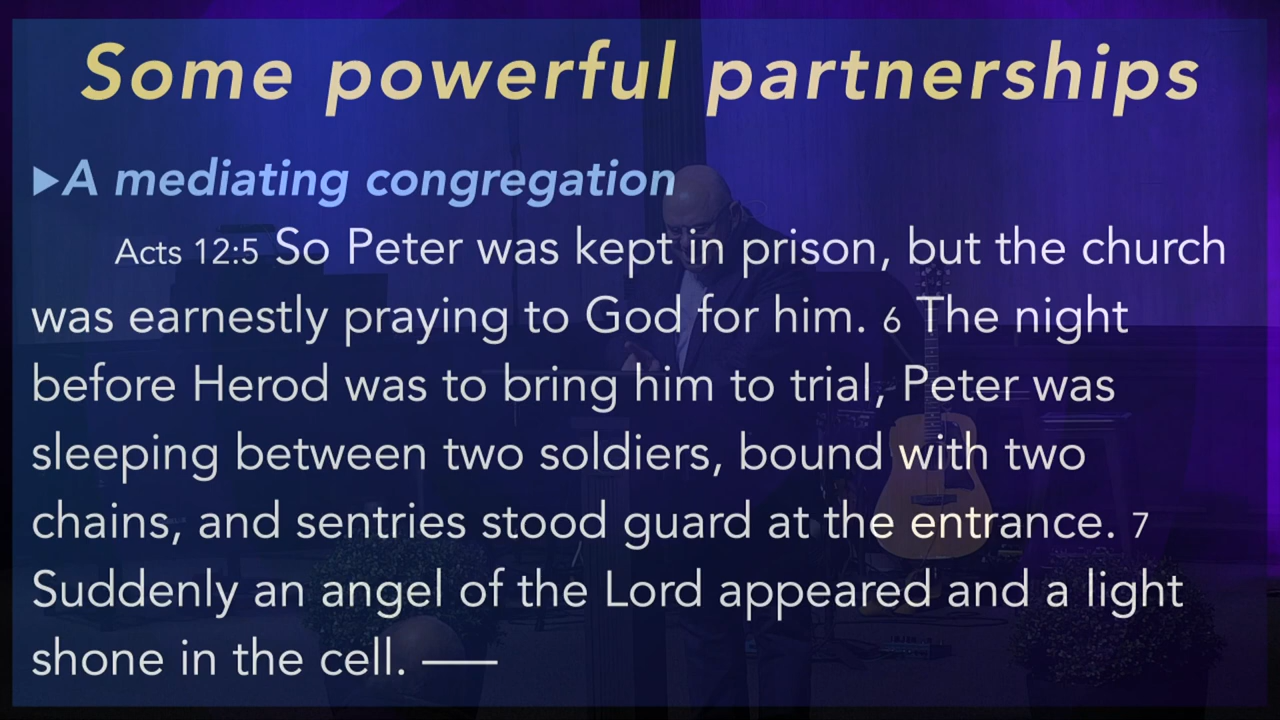 Some powerful partnerships
▶A mediating congregation
Acts 12:5 So Peter was kept in prison, but the church
was earnestly praying to God for him. 6 The night
before Herod was to bring him to trial, Peter was
sleeping between two soldiers, bound with two
chains, and sentries stood guard at the entrance. 7
Suddenly an angel of the Lord appeared and a light
shone in the cell. —